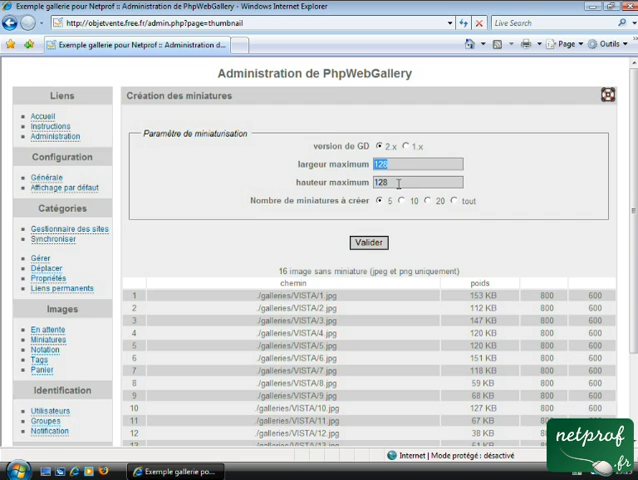 Exemple gallerie pour Netprof :: Administration de PhpWebGallery - Windows Internet Explorer
http://objetvente.free.fr/admin.php?page=thumbnail
Live Search
Exemple gallerie pour Netprof :: Administration d...
Page
Outils
Administration de PhpWebGallery
Liens
Accueil
Instructions
Administration
Configuration
Générale
Affichage par défaut
Catégories
Gestionnaire des sites
Synchroniser
Gérer
Déplacer
Propriétés
Liens permanents
Images
En attente
Miniatures
Notation
Tags
Panier
Identification
Utilisateurs
Groupes
Notification
Création des miniatures
Paramètre de miniaturisation
version de GD 2.x 1.x
largeur maximum 128
hauteur maximum 128
Nombre de miniatures à créer 5 10 20 tout
Valider
16 image sans miniature (jpeg et png uniquement)
chemin poids
1 ./galleries/VISTA/1.jpg 153 KB 800 600
2 ./galleries/VISTA/2.jpg 112 KB 800 600
3 ./galleries/VISTA/3.jpg 147 KB 800 600
4 ./galleries/VISTA/4.jpg 120 KB 800 600
5 ./galleries/VISTA/5.jpg 120 KB 800 600
6 ./galleries/VISTA/6.jpg 151 KB 800 600
7 ./galleries/VISTA/7.jpg 118 KB 800 600
8 ./galleries/VISTA/8.jpg 59 KB 800 600
9 ./galleries/VISTA/9.jpg 68 KB 800 600
10 ./galleries/VISTA/10.jpg 127 KB 800 600
11 ./galleries/VISTA/11.jpg 67 KB
12 ./galleries/VISTA/12.jpg 38 KB
Internet | Mode protégé : désactivé
Exemple gallerie po...
netprof
.fr